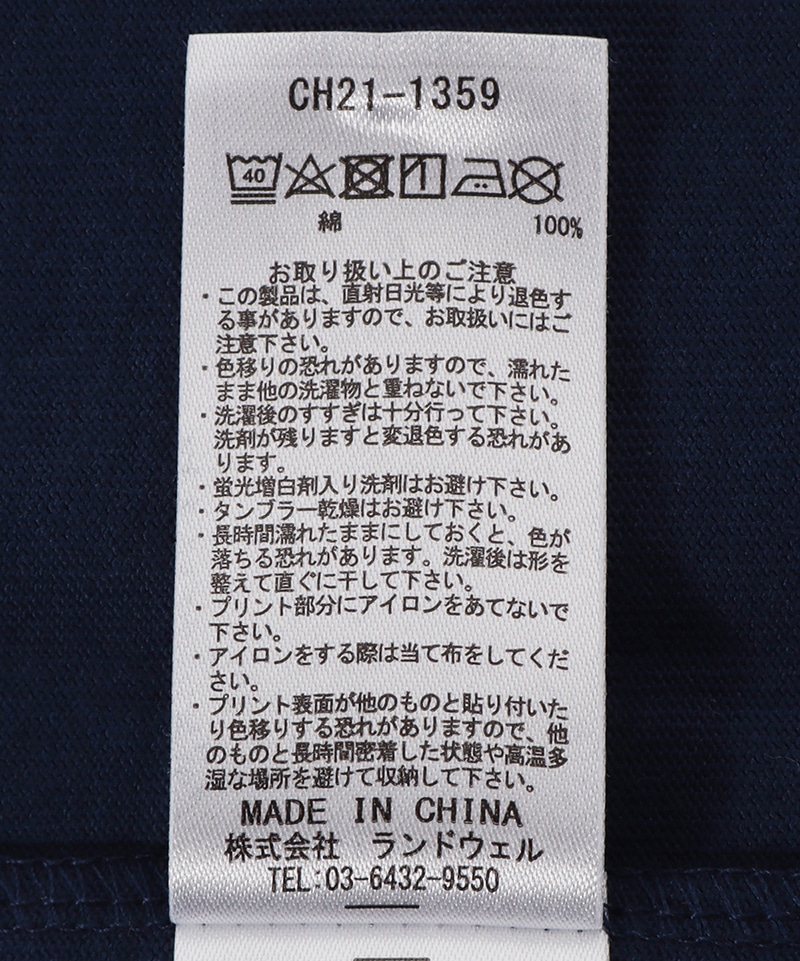 CH21-1359
40
綿 100%
お取り扱い上のご注意
・この製品は、直射日光等により退色す
る事がありますので、お取扱いにはご
注意下さい。
・色移りの恐れがありますので、濡れた
まま他の洗濯物と重ねないで下さい。
・洗濯後のすすぎは十分行って下さい。
洗剤が残りますと変退色する恐れがあ
ります。
・蛍光増白剤入り洗剤はお避け下さい。
・タンブラー乾燥はお避け下さい。
・長時間濡れたままにしておくと、色が
落ちる恐れがあります。洗濯後は形を
整えて直ぐに干して下さい。
・プリント部分にアイロンをあてないで
下さい。
・アイロンをする際は当て布をしてくだ
さい。
・プリント表面が他のものと貼り付いた
り色移りする恐れがありますので、他
のものと長時間密着した状態や高温多
湿な場所を避けて収納して下さい。
MADE IN CHINA
株式会社 ランドウェル
TEL:03-6432-9550